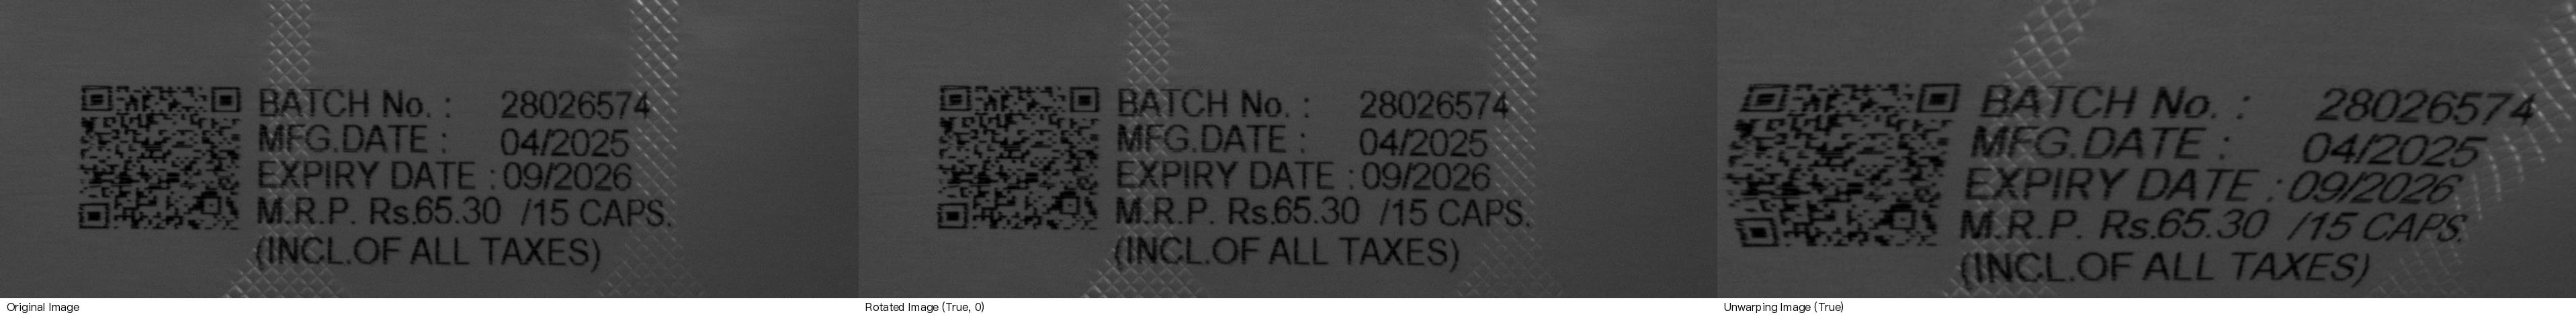 BATCH No. : 28026574
MFG.DATE : 04/2025
EXPIRY DATE : 09/2026
M.R.P. Rs.65.30 /15 CAPS.
(INCL.OF ALL TAXES)
Original Image
BATCH No. : 28026574
MFG.DATE : 04/2025
EXPIRY DATE : 09/2026
M.R.P. Rs.65.30 /15 CAPS.
(INCL.OF ALL TAXES)
Rotated Image (True, 0)
BATCH No. : 28026574
MFG.DATE : 04/2025
EXPIRY DATE : 09/2026
M.R.P. Rs.65.30 /15 CAPS.
(INCL.OF ALL TAXES)
Unwarping Image (True)